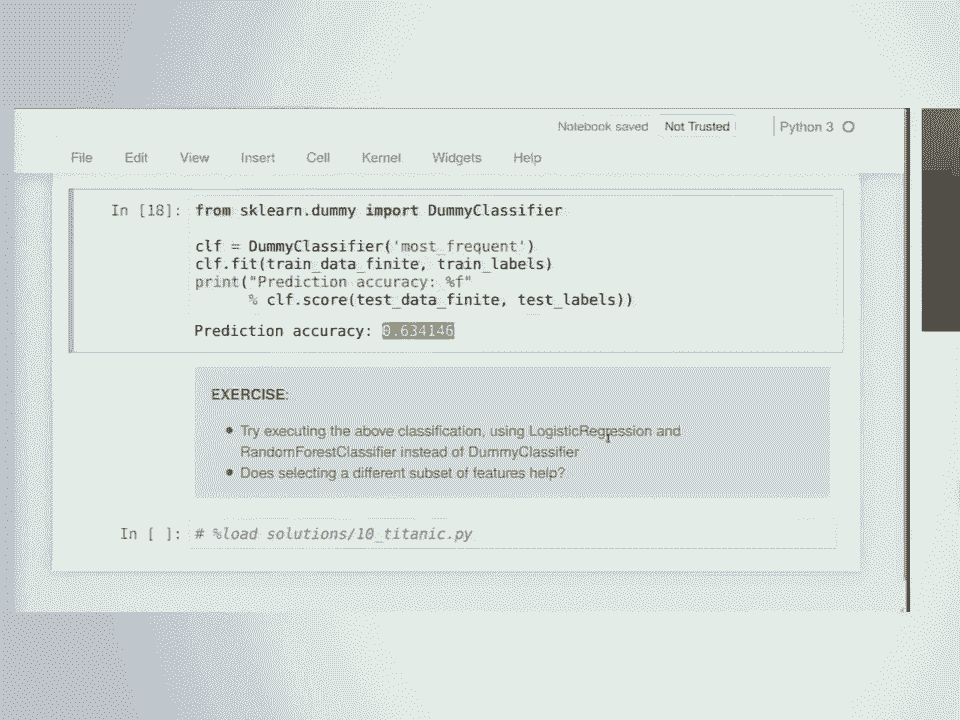 Notebook saved Not Trusted Python 3
File Edit View Insert Cell Kernel Widgets Help
In [18]: from sklearn.dummy import DummyClassifier
clf = DummyClassifier('most_frequent')
clf.fit(train_data_finite, train_labels)
print("Prediction accuracy: %f"
% clf.score(test_data_finite, test_labels))
Prediction accuracy: 0.634146
EXERCISE:
• Try executing the above classification, using LogisticRegression and
RandomForestClassifier instead of DummyClassifier
• Does selecting a different subset of features help?
In [ ]: # %load solutions/10_titanic.py